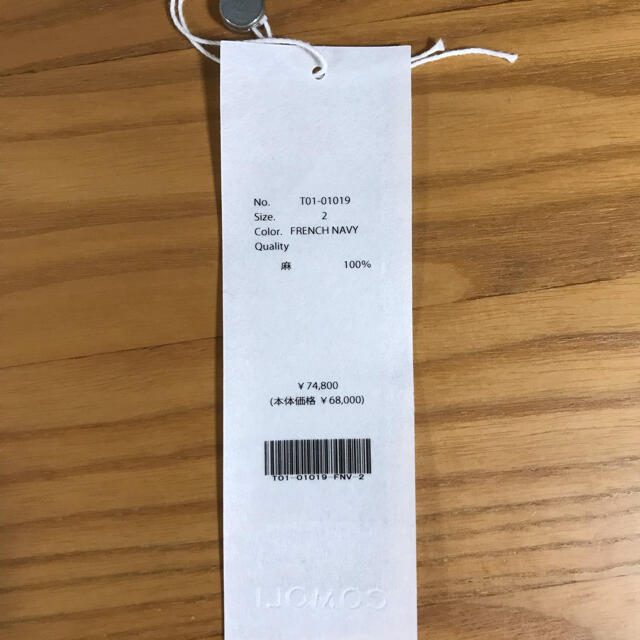 No. T01-01019
Size. 2
Color. FRENCH NAVY
Quality
麻 100%
¥74,800
(本体価格 ¥68,000)
T01-01019 FNV-2
COMOLI